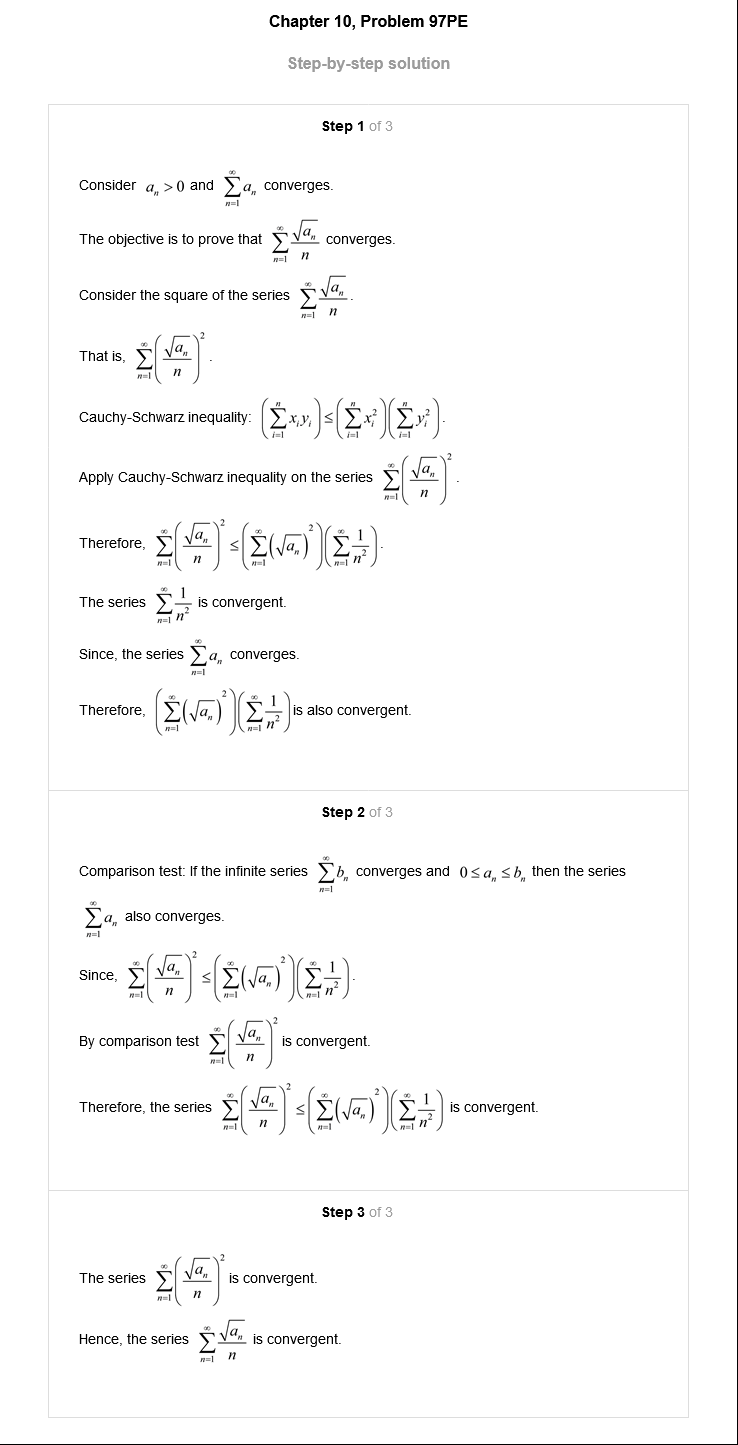 Chapter 10, Problem 97PE
Step-by-step solution
Step 1 of 3
Consider $a_n > 0$ and $\sum_{n=1}^{\infty} a_n$ converges.
The objective is to prove that $\sum_{n=1}^{\infty} \frac{\sqrt{a_n}}{n}$ converges.
Consider the square of the series $\sum_{n=1}^{\infty} \frac{\sqrt{a_n}}{n}$.
That is, $\sum_{n=1}^{\infty} \left( \frac{\sqrt{a_n}}{n} \right)^2$.
Cauchy-Schwarz inequality: $\left( \sum_{i=1}^{n} x_i y_i \right) \leq \left( \sum_{i=1}^{n} x_i^2 \right) \left( \sum_{i=1}^{n} y_i^2 \right)$.
Apply Cauchy-Schwarz inequality on the series $\sum_{n=1}^{\infty} \left( \frac{\sqrt{a_n}}{n} \right)^2$.
Therefore, $\sum_{n=1}^{\infty} \left( \frac{\sqrt{a_n}}{n} \right)^2 \leq \left( \sum_{n=1}^{\infty} \left( \sqrt{a_n} \right)^2 \right) \left( \sum_{n=1}^{\infty} \frac{1}{n^2} \right)$.
The series $\sum_{n=1}^{\infty} \frac{1}{n^2}$ is convergent.
Since, the series $\sum_{n=1}^{\infty} a_n$ converges.
Therefore, $\left( \sum_{n=1}^{\infty} \left( \sqrt{a_n} \right)^2 \right) \left( \sum_{n=1}^{\infty} \frac{1}{n^2} \right)$ is also convergent.
Step 2 of 3
Comparison test: If the infinite series $\sum_{n=1}^{\infty} b_n$ converges and $0 \leq a_n \leq b_n$ then the series
$\sum_{n=1}^{\infty} a_n$ also converges.
Since, $\sum_{n=1}^{\infty} \left( \frac{\sqrt{a_n}}{n} \right)^2 \leq \left( \sum_{n=1}^{\infty} \left( \sqrt{a_n} \right)^2 \right) \left( \sum_{n=1}^{\infty} \frac{1}{n^2} \right)$.
By comparison test $\sum_{n=1}^{\infty} \left( \frac{\sqrt{a_n}}{n} \right)^2$ is convergent.
Therefore, the series $\sum_{n=1}^{\infty} \left( \frac{\sqrt{a_n}}{n} \right)^2 \leq \left( \sum_{n=1}^{\infty} \left( \sqrt{a_n} \right)^2 \right) \left( \sum_{n=1}^{\infty} \frac{1}{n^2} \right)$ is convergent.
Step 3 of 3
The series $\sum_{n=1}^{\infty} \left( \frac{\sqrt{a_n}}{n} \right)^2$ is convergent.
Hence, the series $\sum_{n=1}^{\infty} \frac{\sqrt{a_n}}{n}$ is convergent.